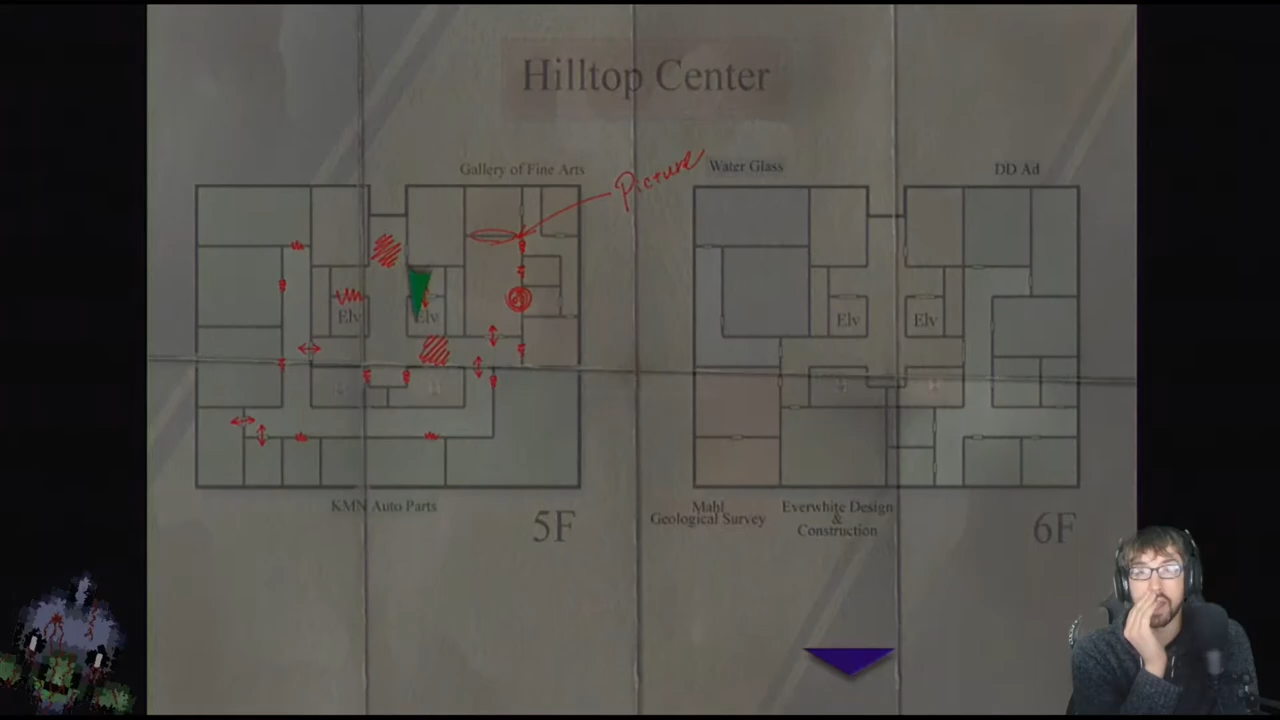 Hilltop Center
Gallery of Fine Arts
Picture
Water Glass
DD Ad
Elv
Elv
Elv
Elv
KMN Auto Parts
5F
Mahl
Geological Survey
Everwhite Design
&
Construction
6F